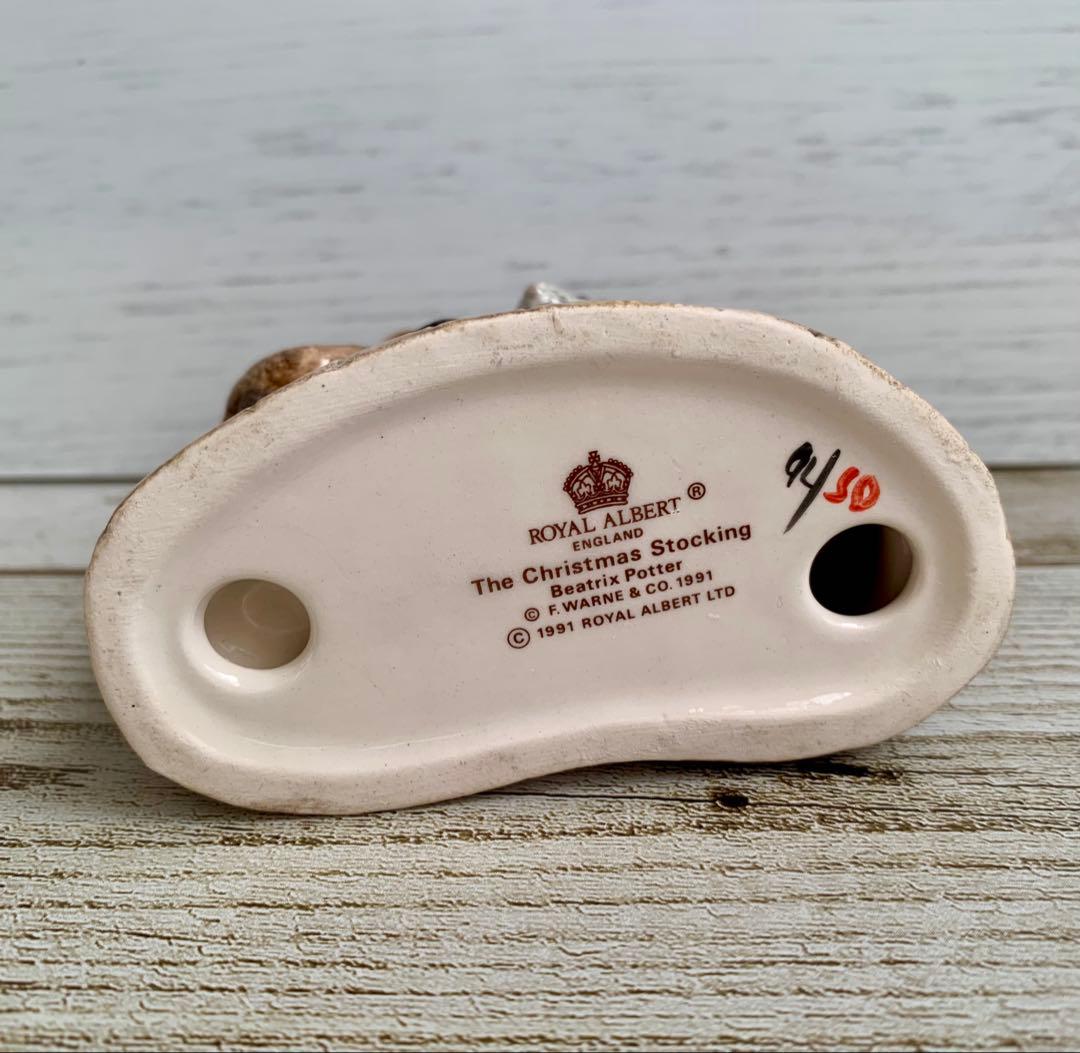 ROYAL ALBERT ®
ENGLAND
The Christmas Stocking
Beatrix Potter
© F. WARNE & CO. 1991
© 1991 ROYAL ALBERT LTD
94/50